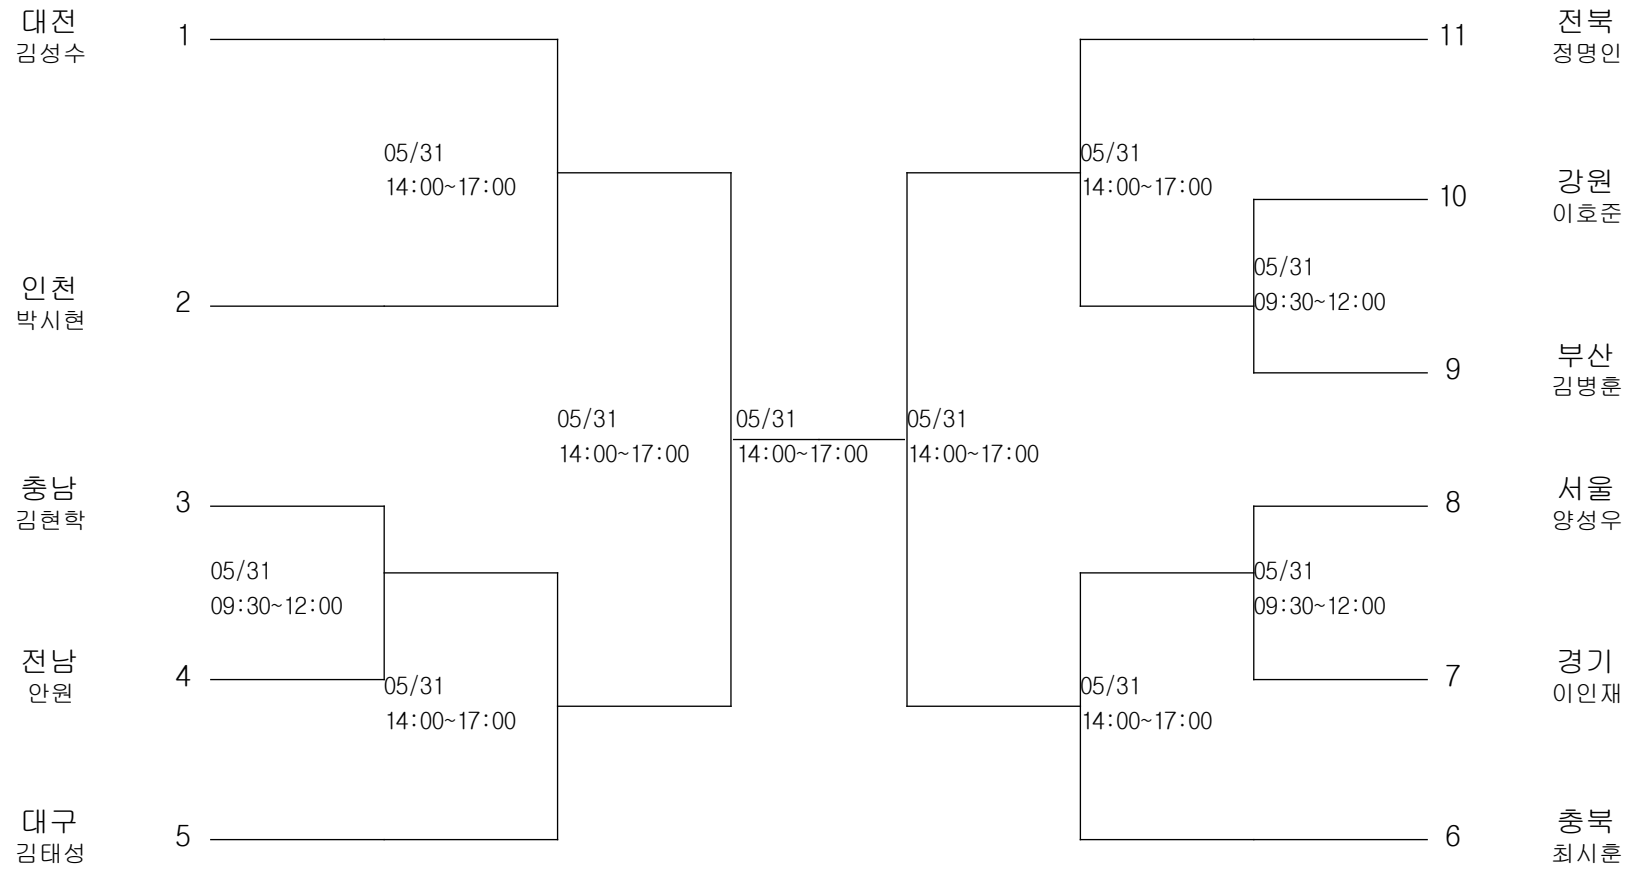 대전
김성수
1
인천
박시현
2
충남
김현학
3
전남
안원
4
대구
김태성
5
05/31
14:00~17:00
05/31
09:30~12:00
05/31
14:00~17:00
05/31
14:00~17:00
05/31
14:00~17:00
05/31
14:00~17:00
05/31
14:00~17:00
05/31
09:30~12:00
05/31
09:30~12:00
05/31
14:00~17:00
11
전북
정명인
10
강원
이호준
9
부산
김병훈
8
서울
양성우
7
경기
이인재
6
충북
최시훈